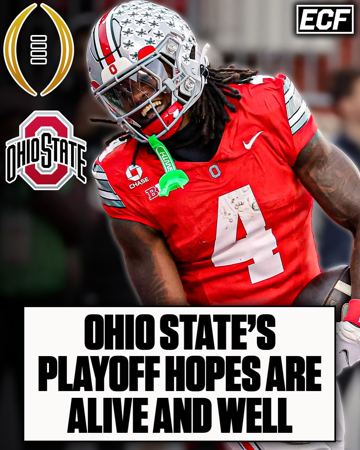 ECF
OHIO STATE
CHASE
B
4
OHIO STATE'S
PLAYOFF HOPES ARE
ALIVE AND WELL